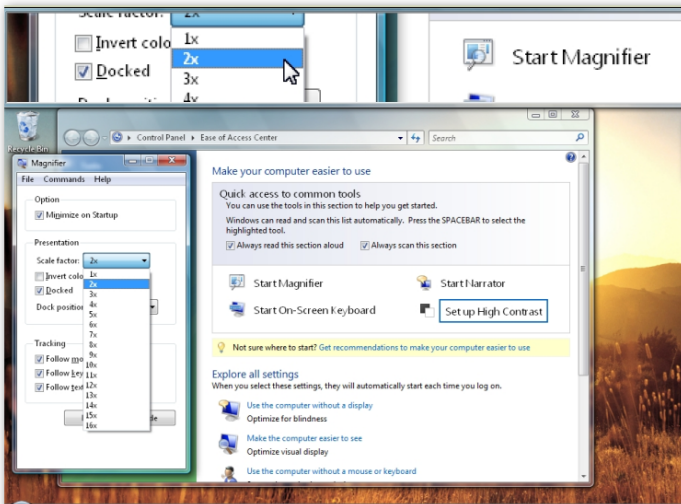 Scale factor: 2x
Invert colo
1x
2x
Docked
3x
4x
Start Magnifier
Recycle Bin
Control Panel ▸ Ease of Access Center
Search
Magnifier
File Commands Help
Option
Minimize on Startup
Presentation
Scale factor: 2x
Invert colo
Docked
Dock position
1x
2x
3x
4x
5x
6x
7x
8x
9x
10x
11x
12x
13x
14x
15x
16x
Tracking
Follow mo
Follow key
Follow text
de
Make your computer easier to use
Quick access to common tools
You can use the tools in this section to help you get started.
Windows can read and scan this list automatically. Press the SPACEBAR to select the
highlighted tool.
Always read this section aloud Always scan this section
Start Magnifier Start Narrator
Start On-Screen Keyboard Set up High Contrast
Not sure where to start? Get recommendations to make your computer easier to use
Explore all settings
When you select these settings, they will automatically start each time you log on.
Use the computer without a display
Optimize for blindness
Make the computer easier to see
Optimize visual display
Use the computer without a mouse or keyboard